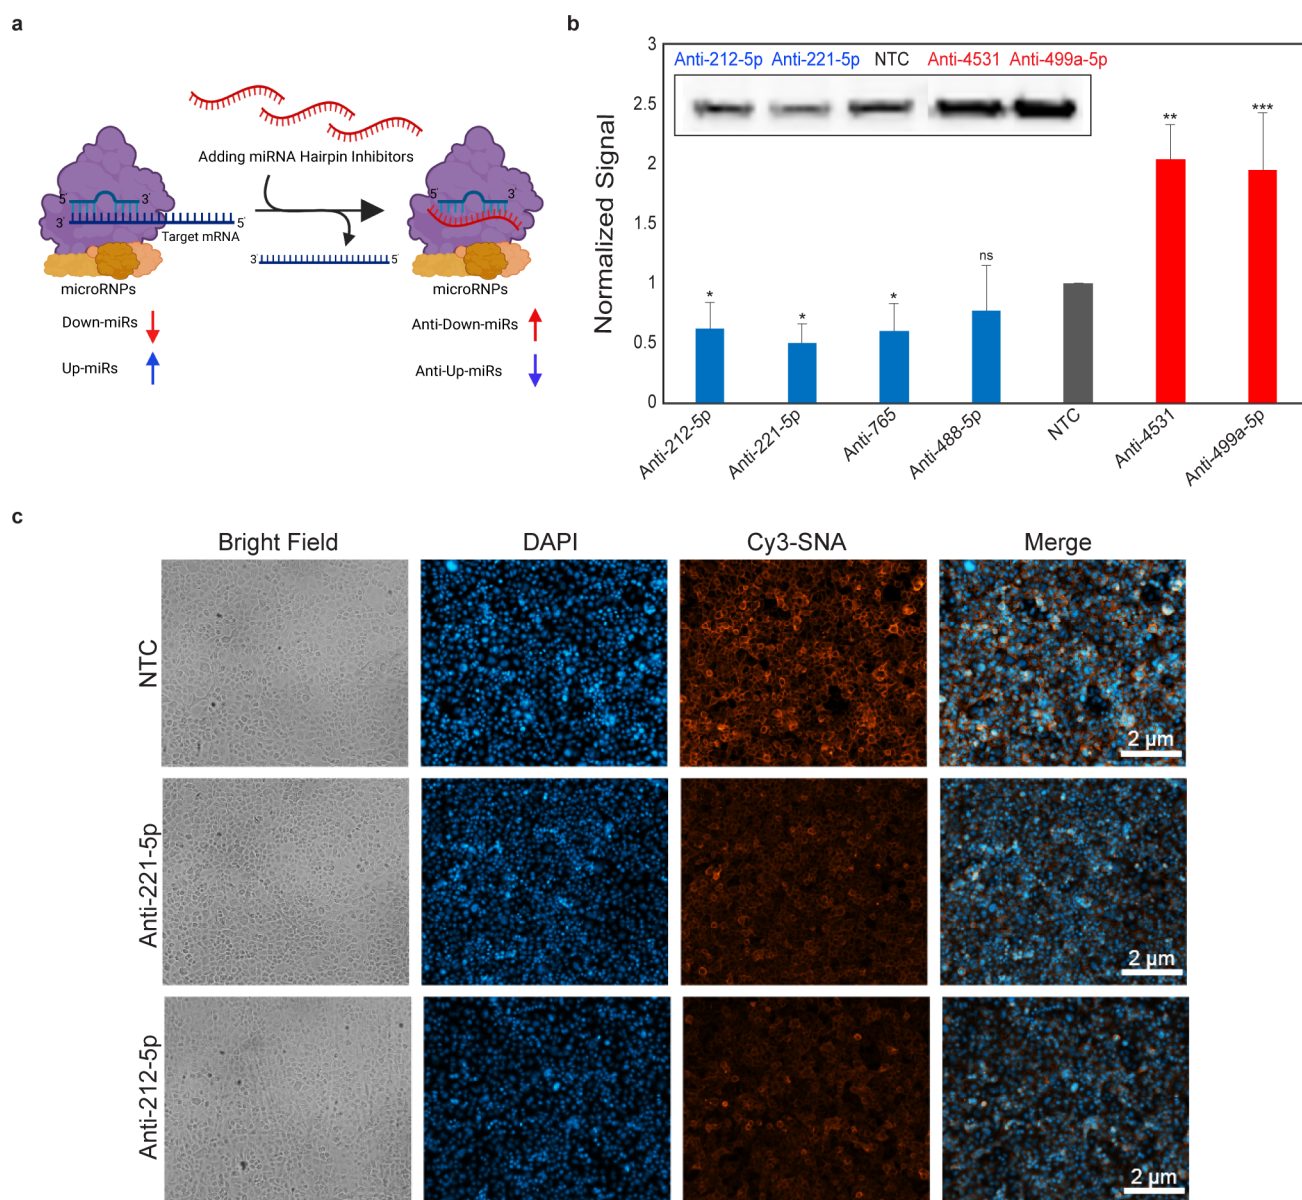 a
Adding miRNA Hairpin Inhibitors
5′ 3′
3′ 5′
Target mRNA
3′ 5′
5′ 3′
microRNPs
microRNPs
Down-miRs
Anti-Down-miRs
Up-miRs
Anti-Up-miRs
b
Normalized Signal
3
2.5
2
1.5
1
0.5
0
Anti-212-5p Anti-221-5p NTC Anti-4531 Anti-499a-5p
* * * ns ** ***
Anti-212-5p
Anti-221-5p
Anti-765
Anti-488-5p
NTC
Anti-4531
Anti-499a-5p
c
Bright Field DAPI Cy3-SNA Merge
NTC
2 µm
Anti-221-5p
2 µm
Anti-212-5p
2 µm